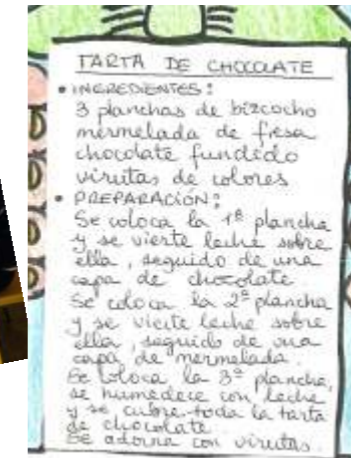 TARTA DE CHOCOLATE
• INGREDIENTES:
3 planchas de bizcocho
mermelada de fresa
chocolate fundido
virutas de colores
• PREPARACIÓN:
Se coloca la 1ª plancha
y se vierte leche sobre
ella, seguido de una
capa de chocolate
Se coloca la 2ª plancha
y se vierte leche sobre
ella, seguido de una
capa de mermelada.
Se coloca la 3ª plancha,
se humedece con leche
y se cubre toda la tarta
de chocolate.
Se adorna con virutas.